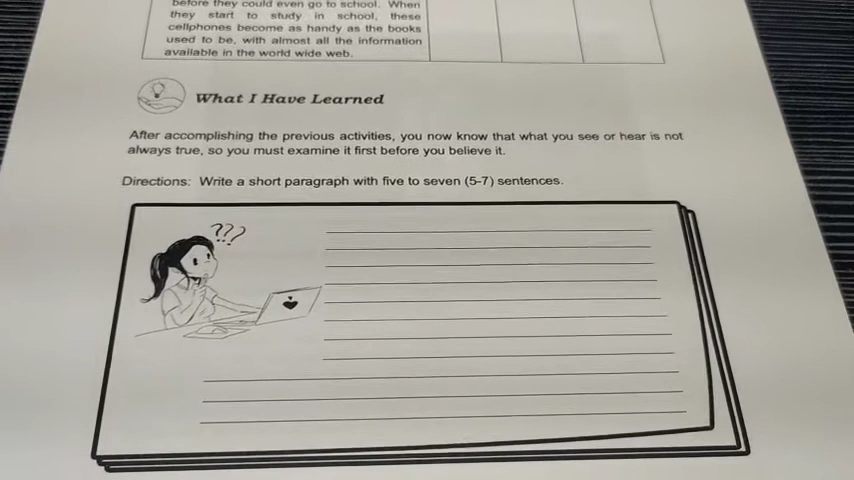 before they could even go to school. When
they start to study in school, these
cellphones become as handy as the books
used to be, with almost all the information
available in the world wide web.
What I Have Learned
After accomplishing the previous activities, you now know that what you see or hear is not
always true, so you must examine it first before you believe it.
Directions: Write a short paragraph with five to seven (5-7) sentences.
???